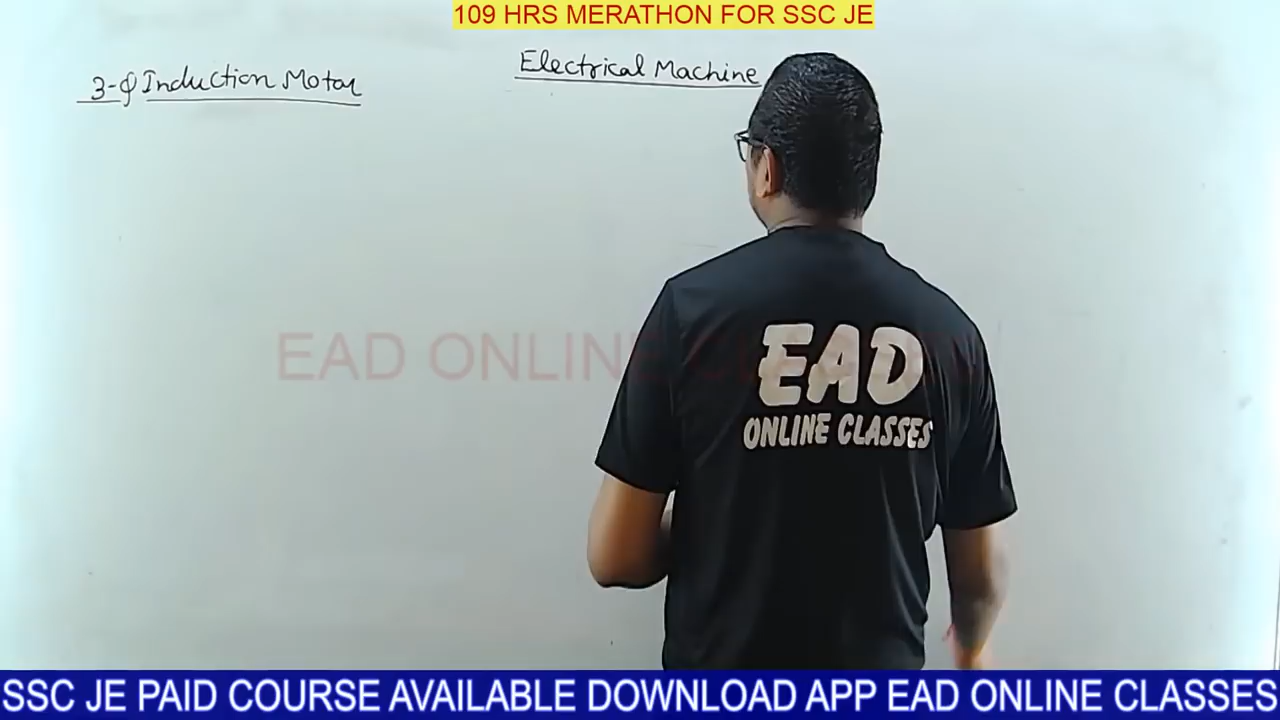 109 HRS MERATHON FOR SSC JE
Electrical Machine
3-φ Induction Motor
EAD ONLINE
EAD
ONLINE CLASSES
SSC JE PAID COURSE AVAILABLE DOWNLOAD APP EAD ONLINE CLASSES